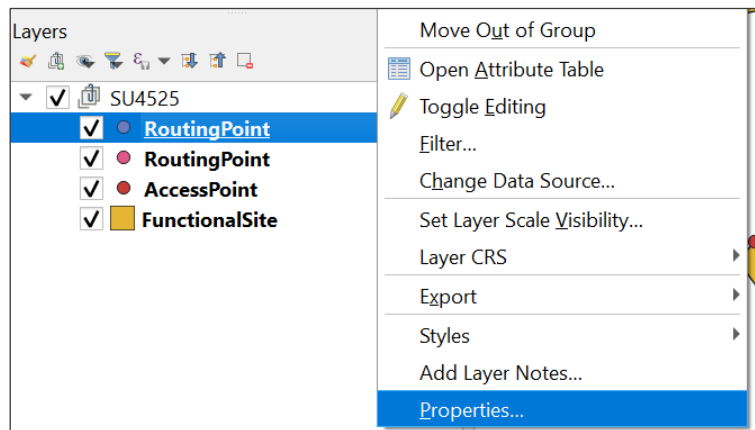 Layers
SU4525
RoutingPoint
RoutingPoint
AccessPoint
FunctionalSite
Move Out of Group
Open Attribute Table
Toggle Editing
Filter...
Change Data Source...
Set Layer Scale Visibility...
Layer CRS
Export
Styles
Add Layer Notes...
Properties...